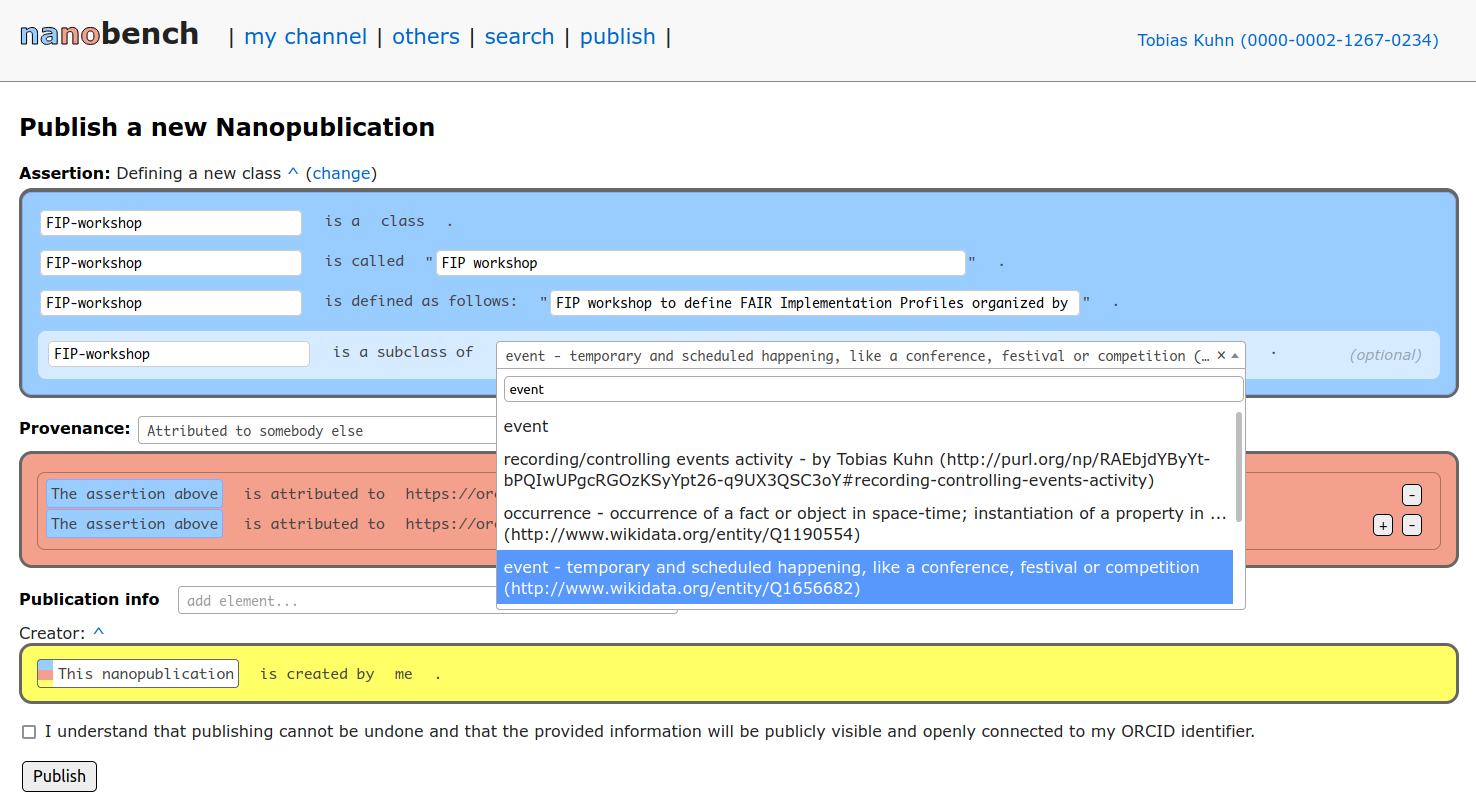 nanobench | my channel | others | search | publish |
Tobias Kuhn (0000-0002-1267-0234)
Publish a new Nanopublication
Assertion: Defining a new class ^ (change)
FIP-workshop is a class .
FIP-workshop is called " FIP workshop " .
FIP-workshop is defined as follows: " FIP workshop to define FAIR Implementation Profiles organized by " .
FIP-workshop is a subclass of event - temporary and scheduled happening, like a conference, festival or competition (… × . (optional)
event
event
recording/controlling events activity - by Tobias Kuhn (http://purl.org/np/RAEbjdYByYt-
bPQIwUPgcRGOzKSyYpt26-q9UX3QSC3oY#recording-controlling-events-activity)
occurrence - occurrence of a fact or object in space-time; instantiation of a property in ...
(http://www.wikidata.org/entity/Q1190554)
event - temporary and scheduled happening, like a conference, festival or competition
(http://www.wikidata.org/entity/Q1656682)
Provenance: Attributed to somebody else
The assertion above is attributed to https://orc -
The assertion above is attributed to https://orc + -
Publication info add element...
Creator: ^
This nanopublication is created by me .
I understand that publishing cannot be undone and that the provided information will be publicly visible and openly connected to my ORCID identifier.
Publish